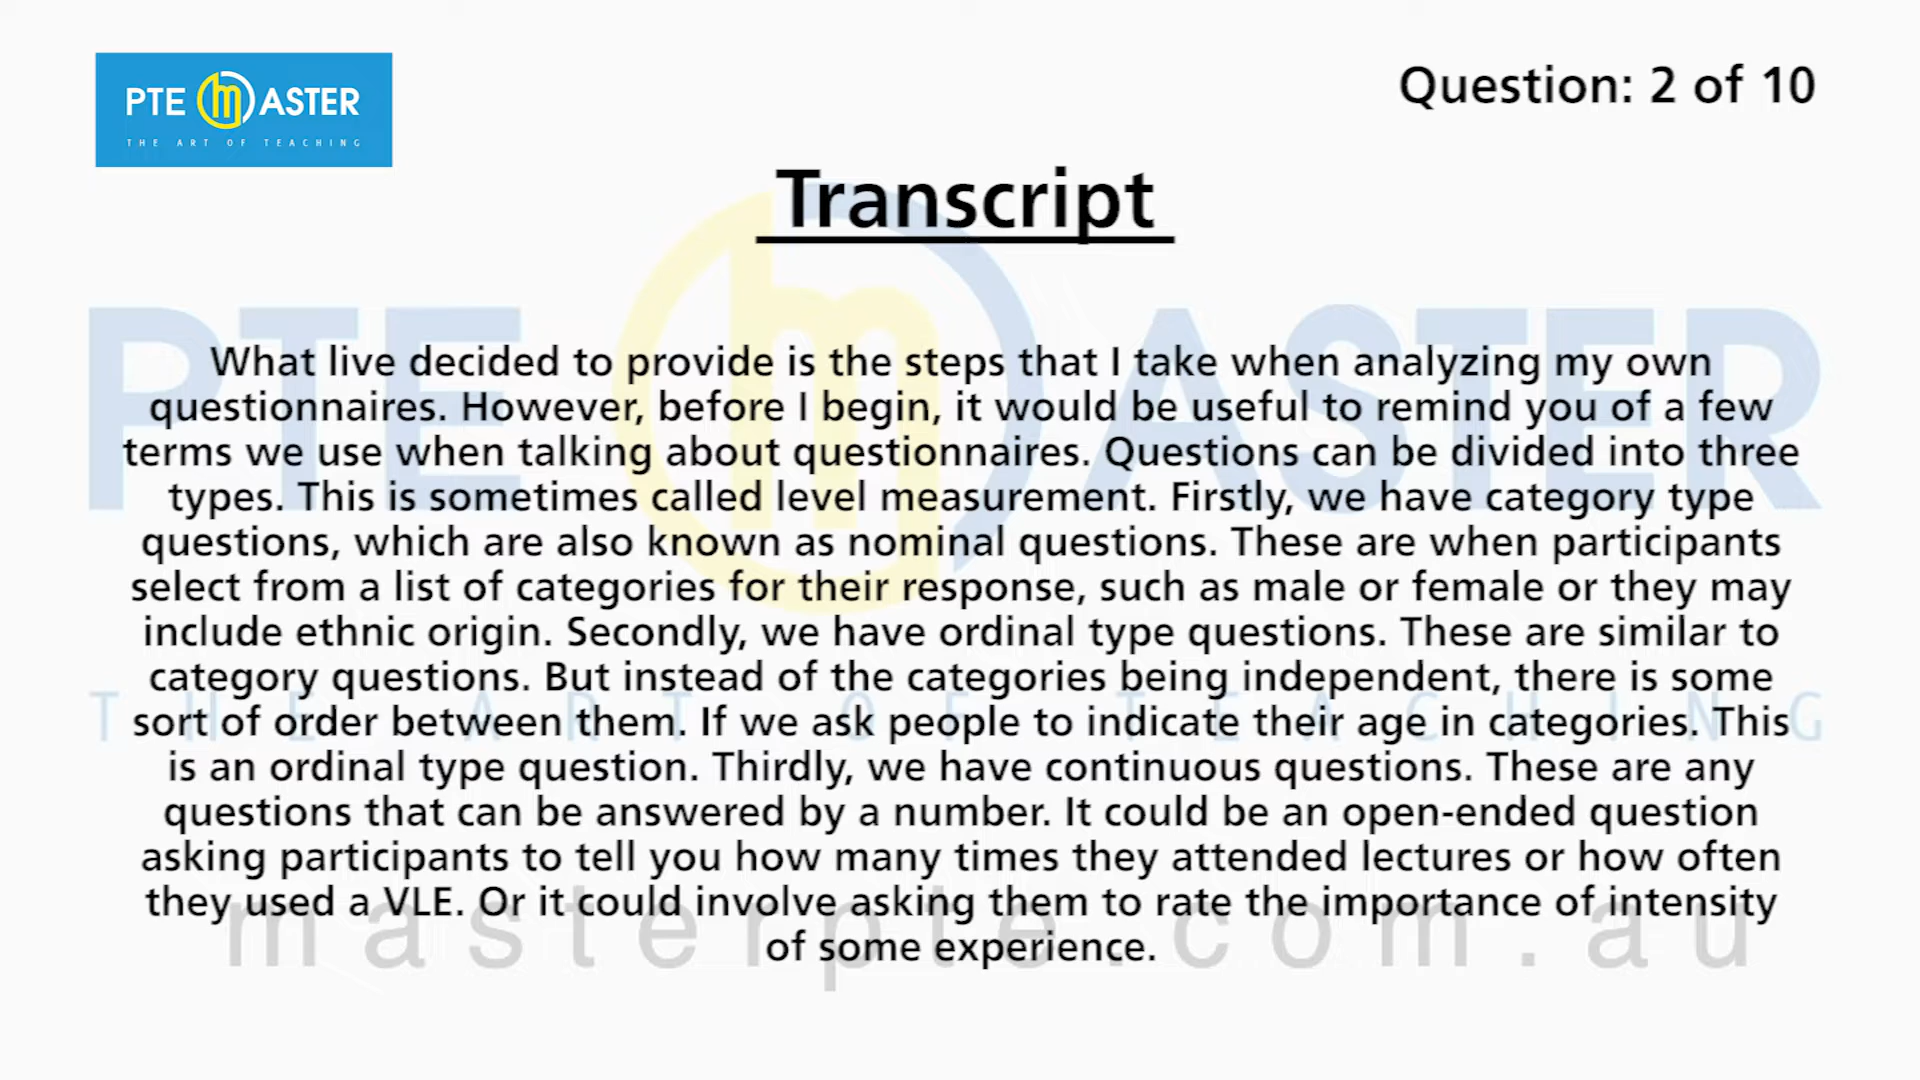 PTE MASTER
THE ART OF TEACHING
Question: 2 of 10
Transcript
What live decided to provide is the steps that I take when analyzing my own
questionnaires. However, before I begin, it would be useful to remind you of a few
terms we use when talking about questionnaires. Questions can be divided into three
types. This is sometimes called level measurement. Firstly, we have category type
questions, which are also known as nominal questions. These are when participants
select from a list of categories for their response, such as male or female or they may
include ethnic origin. Secondly, we have ordinal type questions. These are similar to
category questions. But instead of the categories being independent, there is some
sort of order between them. If we ask people to indicate their age in categories. This
is an ordinal type question. Thirdly, we have continuous questions. These are any
questions that can be answered by a number. It could be an open-ended question
asking participants to tell you how many times they attended lectures or how often
they used a VLE. Or it could involve asking them to rate the importance of intensity
of some experience.
PTE MASTER
THE ART OF TEACHING
masterpte.com.au